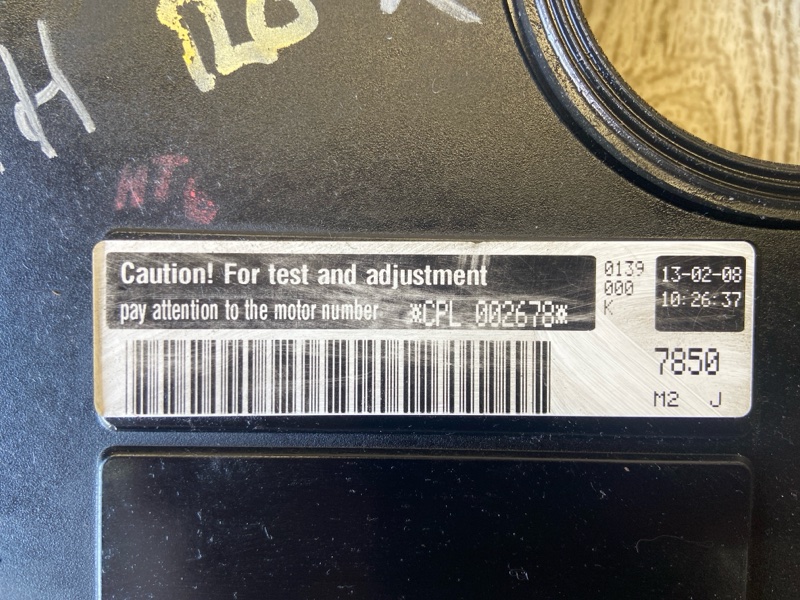 NT6
Caution! For test and adjustment
pay attention to the motor number *CPL 002678*
0139
000
K
13-02-08
10:26:37
7850
M2 J